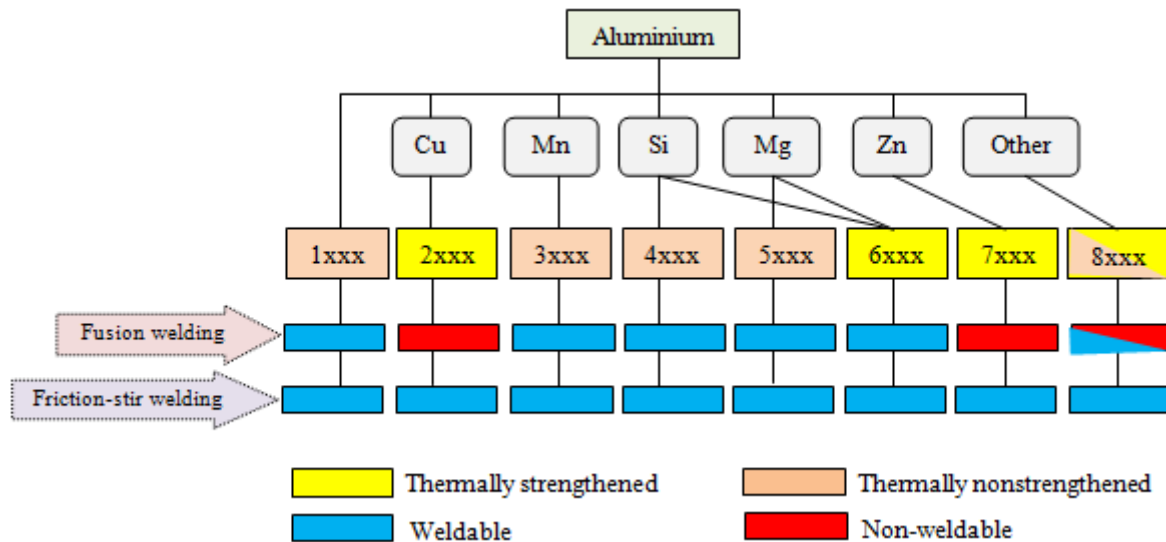 Aluminium
Cu Mn Si Mg Zn Other
1xxx 2xxx 3xxx 4xxx 5xxx 6xxx 7xxx 8xxx
Fusion welding
Friction-stir welding
Thermally strengthened Thermally nonstrengthened
Weldable Non-weldable